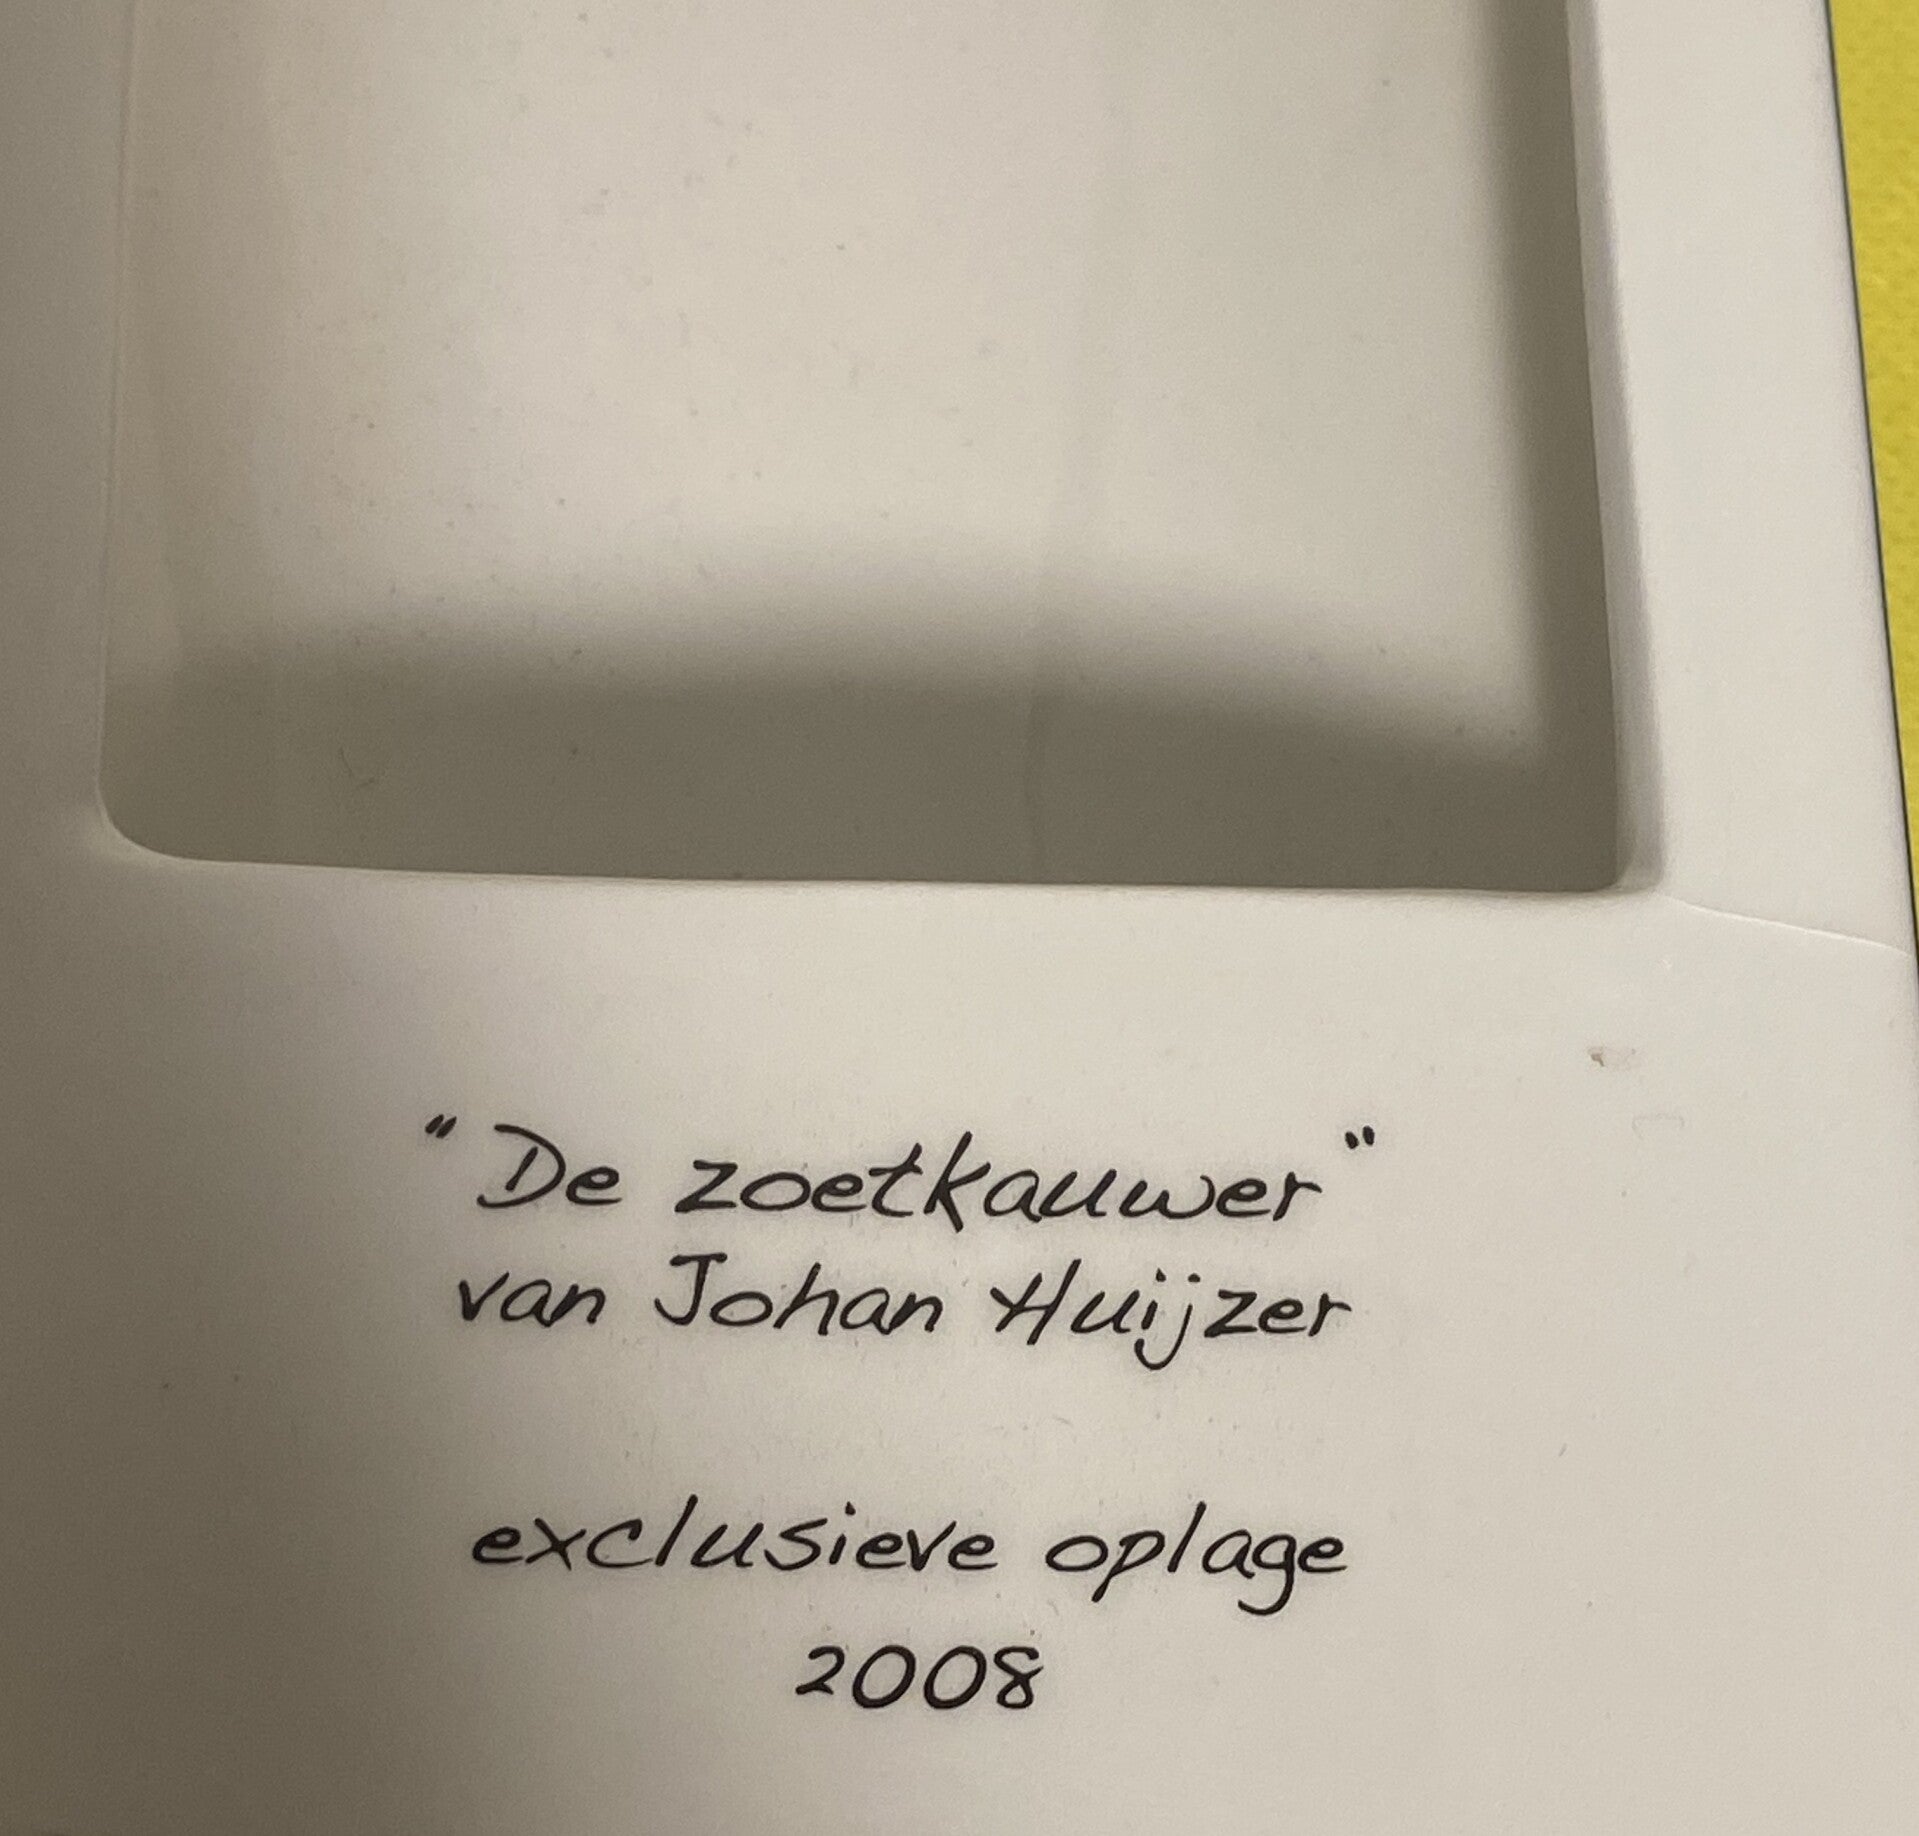 "De zoetkauwer"
van Johan Huijzer
exclusieve oplage
2008